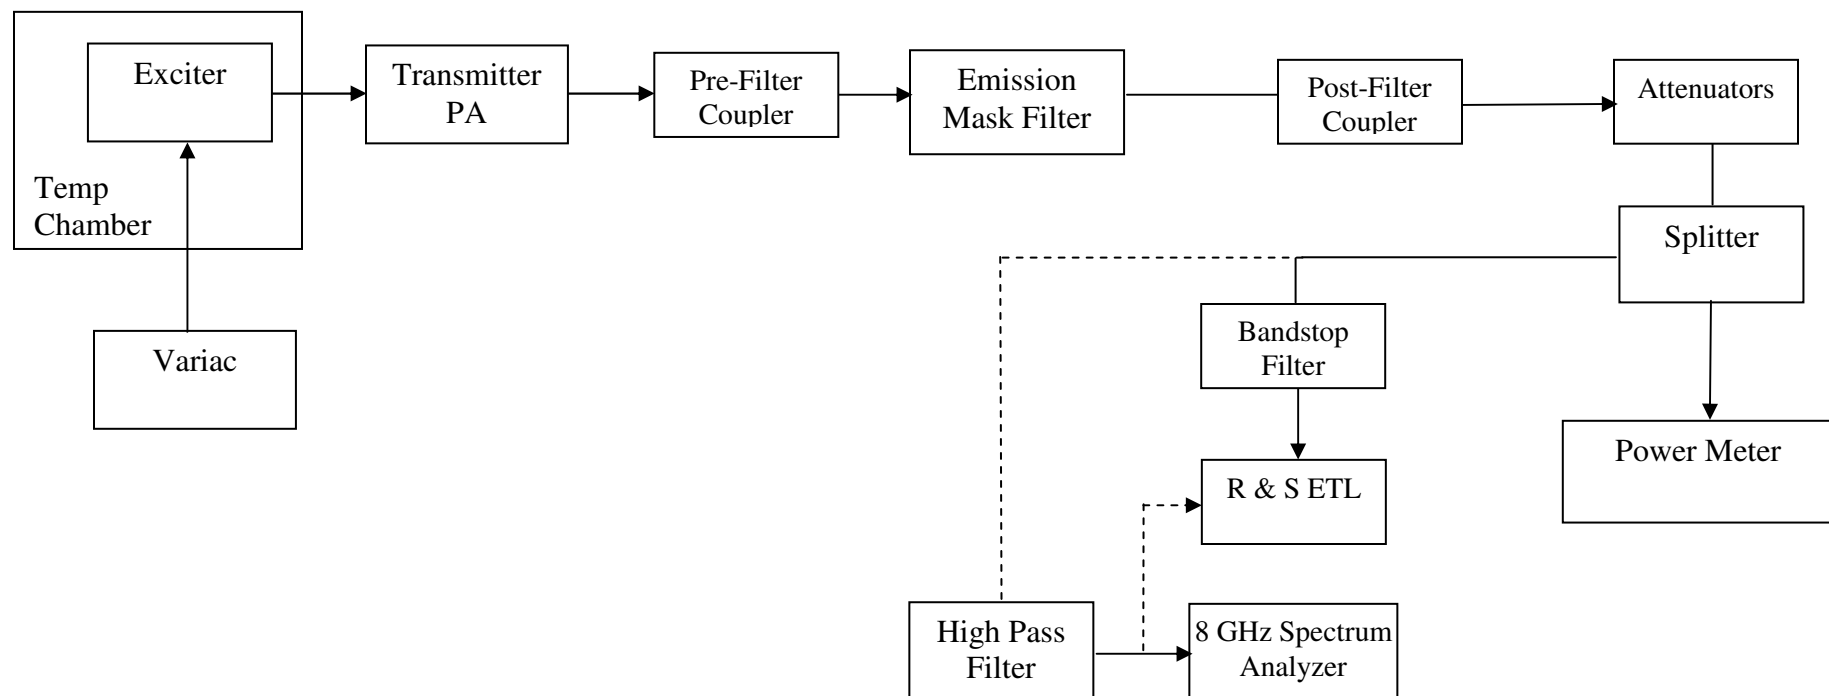 Exciter
Temp
Chamber
Variac
Transmitter
PA
Pre-Filter
Coupler
Emission
Mask Filter
Post-Filter
Coupler
Attenuators
Splitter
Bandstop
Filter
R & S ETL
Power Meter
High Pass
Filter
8 GHz Spectrum
Analyzer